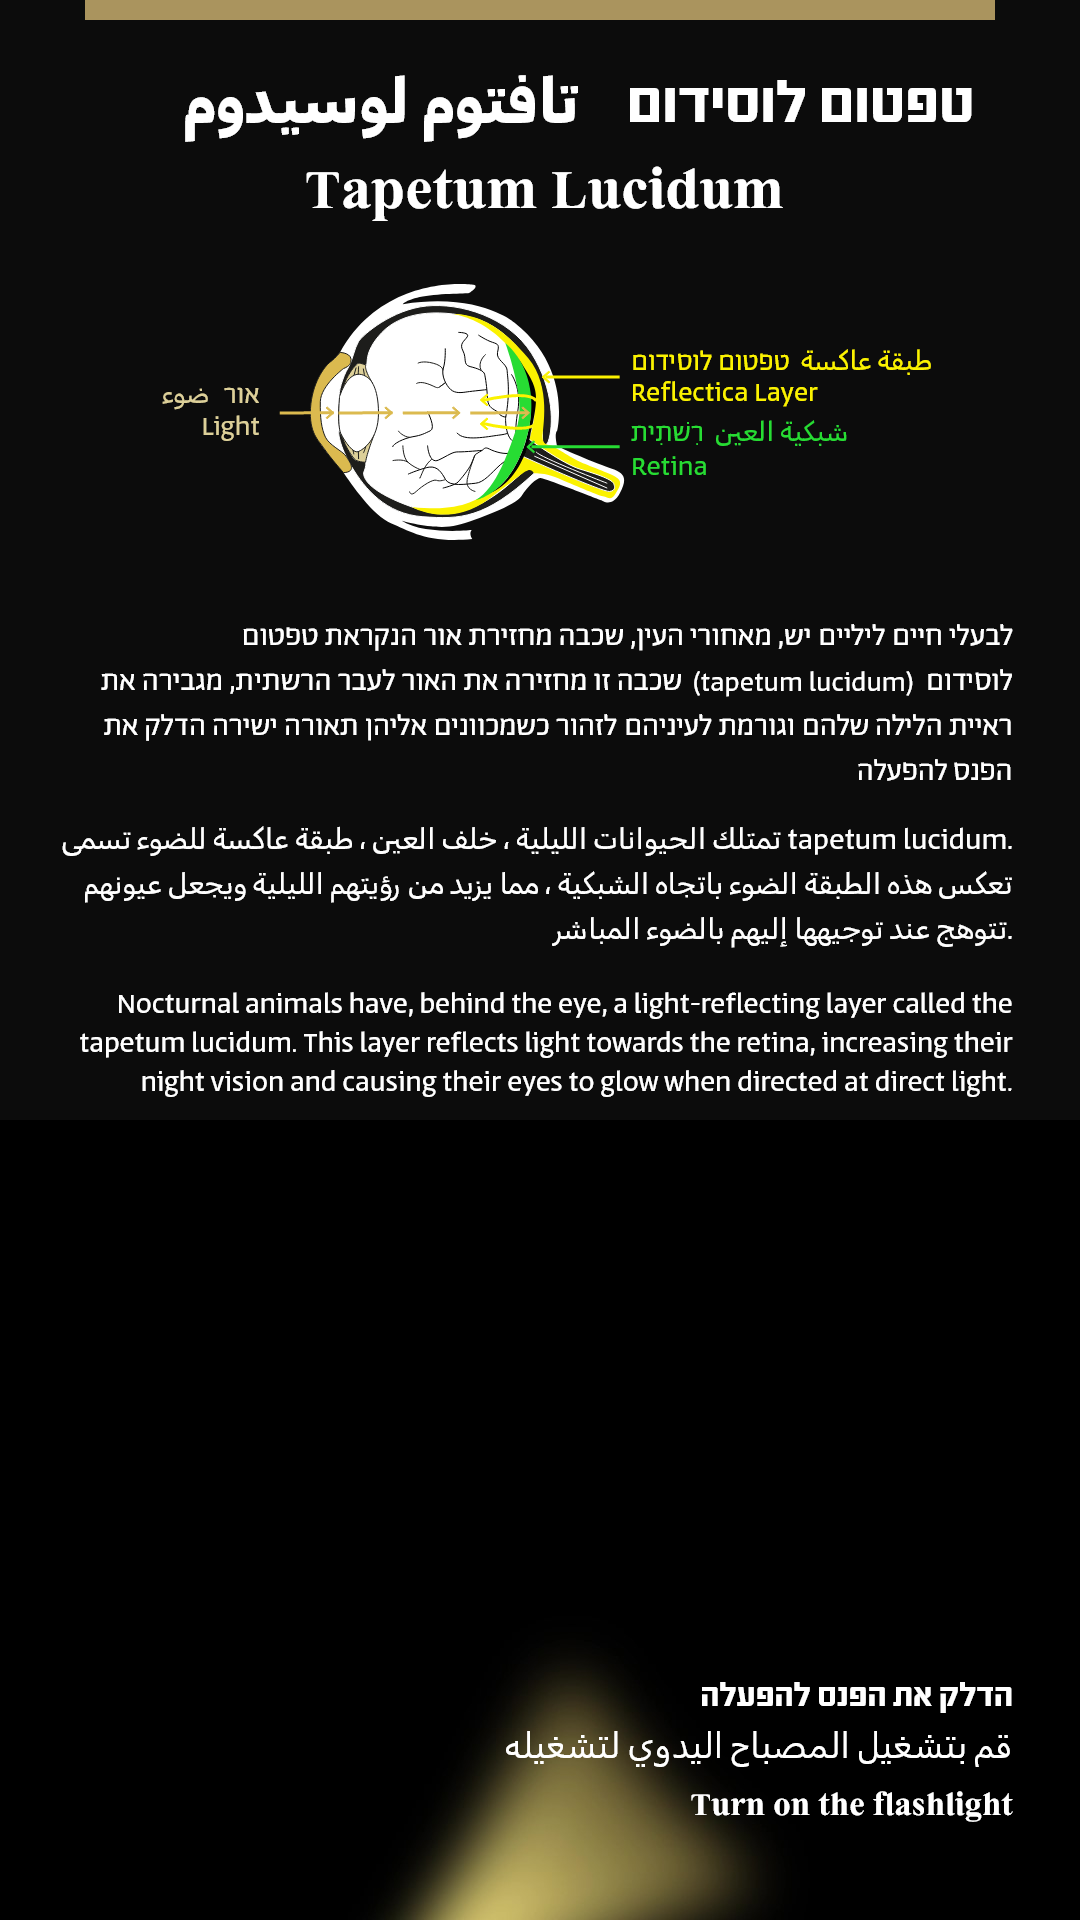 טפטום לוסידום تافتوم لوسيدوم
Tapetum Lucidum
אור ضوء
Light
טפטום לוסידום طبقة عاكسة
Reflectica Layer
רִשׁתִית شبكية العين
Retina
לבעלי חיים ליליים יש, מאחורי העין, שכבה מחזירת אור הנקראת טפטום
לוסידום (tapetum lucidum) שכבה זו מחזירה את האור לעבר הרשתית, מגבירה את
ראיית הלילה שלהם וגורמת לעיניהם לזהור כשמכוונים אליהן תאורה ישירה הדלק את
הפנס להפעלה
تمتلك الحيوانات الليلية ، خلف العين ، طبقة عاكسة للضوء تسمى tapetum lucidum.
تعكس هذه الطبقة الضوء باتجاه الشبكية ، مما يزيد من رؤيتهم الليلية ويجعل عيونهم
.تتوهج عند توجيهها إليهم بالضوء المباشر
Nocturnal animals have, behind the eye, a light-reflecting layer called the
tapetum lucidum. This layer reflects light towards the retina, increasing their
night vision and causing their eyes to glow when directed at direct light.
הדלק את הפנס להפעלה
قم بتشغيل المصباح اليدوي لتشغيله
Turn on the flashlight